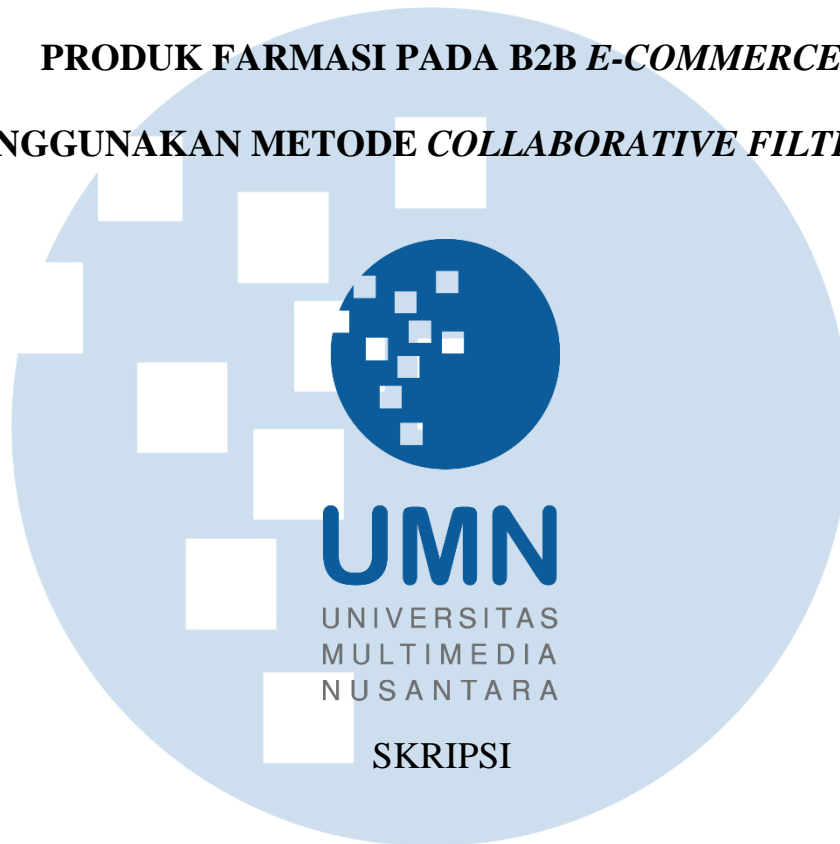 PRODUK FARMASI PADA B2B E-COMMERCE
NGGUNAKAN METODE COLLABORATIVE FILT
UMN
UNIVERSITAS
MULTIMEDIA
NUSANTARA
SKRIPSI